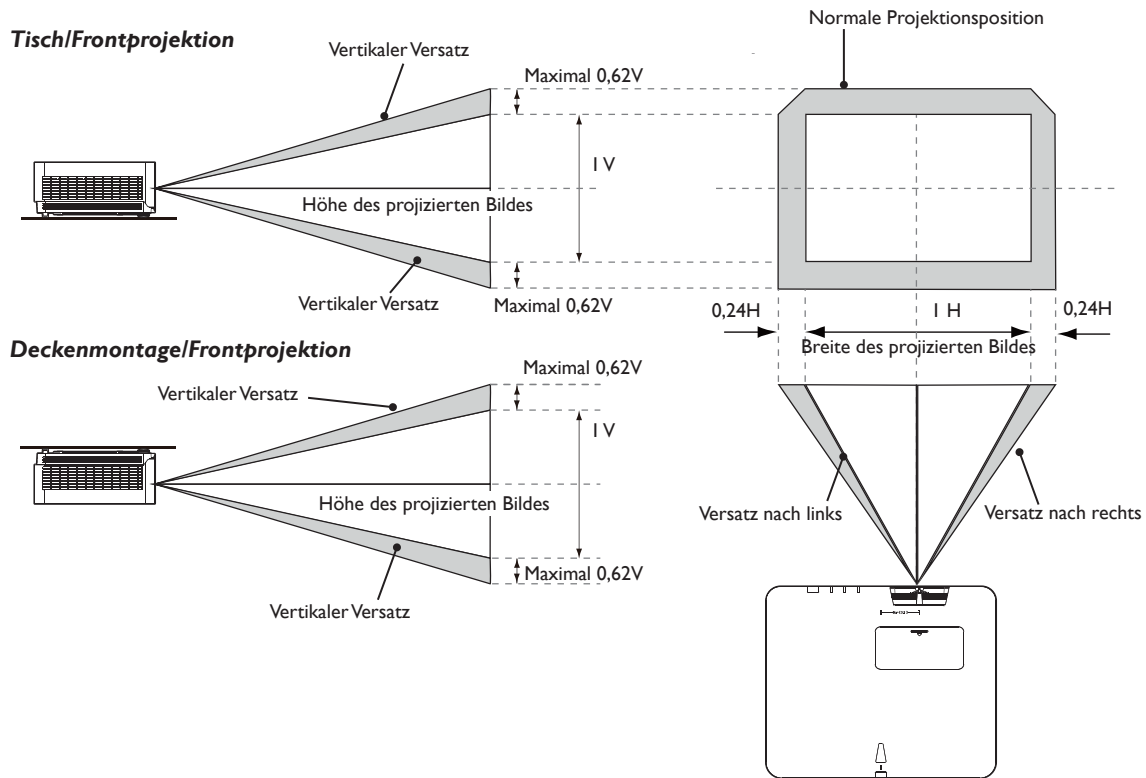 Normale Projektionsposition
Tisch/Frontprojektion
Vertikaler Versatz
Maximal 0,62V
1 V
Höhe des projizierten Bildes
Vertikaler Versatz
Maximal 0,62V
0,24H
1 H
0,24H
Breite des projizierten Bildes
Deckenmontage/Frontprojektion
Maximal 0,62V
Vertikaler Versatz
1 V
Höhe des projizierten Bildes
Versatz nach links
Versatz nach rechts
Maximal 0,62V
Vertikaler Versatz